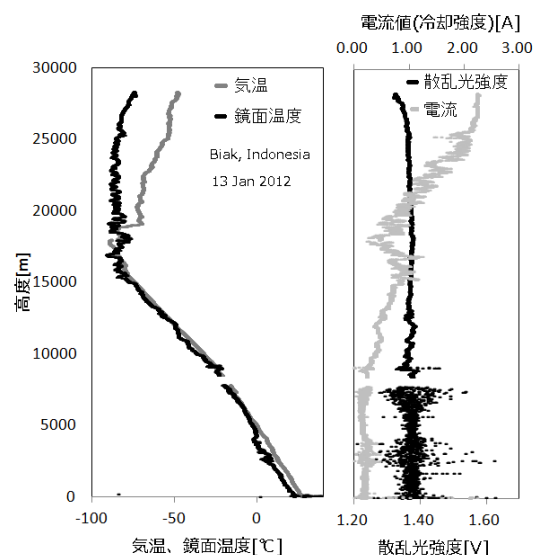 電流値(冷却強度)[A]
0.00 1.00 2.00 3.00
30000
25000
20000
15000
10000
5000
0
高度[m]
気温
鏡面温度
Biak, Indonesia
13 Jan 2012
散乱光強度
電流
-100 -50 0
気温、鏡面温度[℃]
1.20 1.40 1.60
散乱光強度[V]